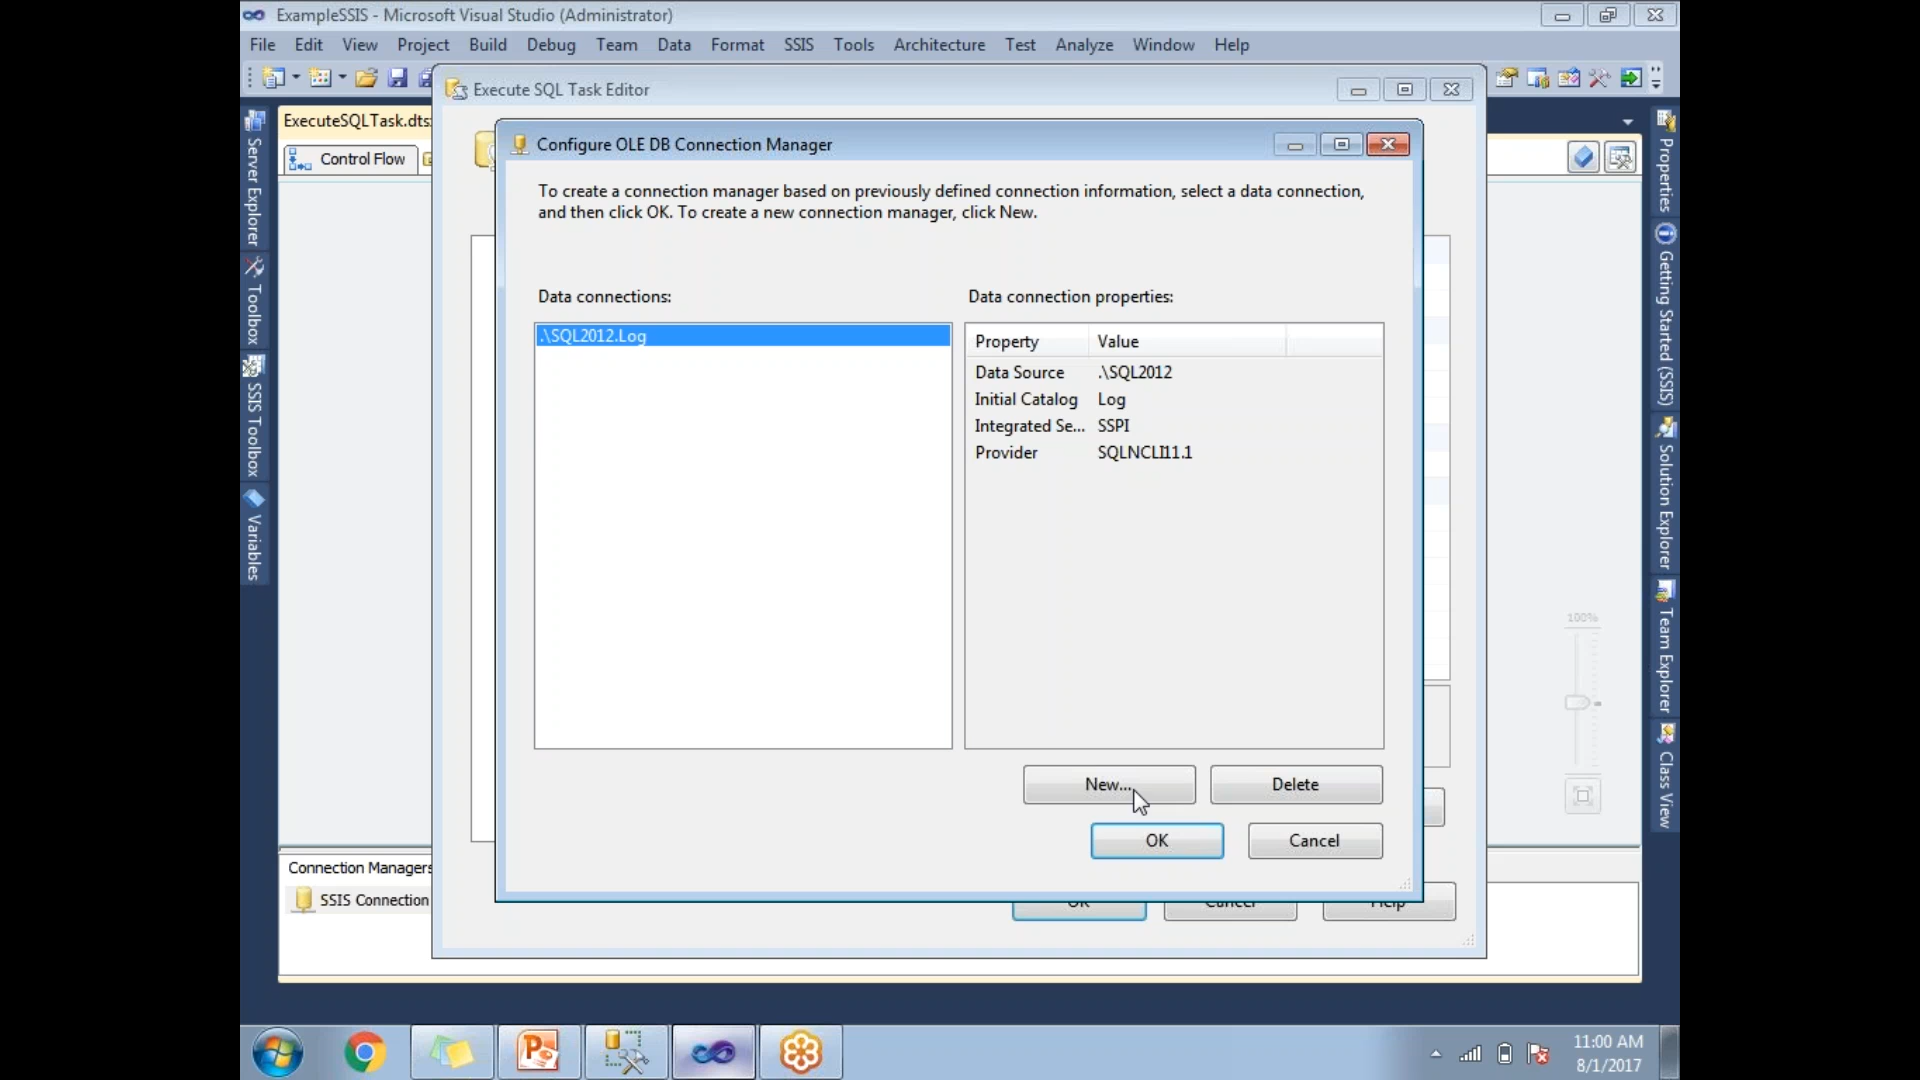 ExampleSSIS - Microsoft Visual Studio (Administrator)
File Edit View Project Build Debug Team Data Format SSIS Tools Architecture Test Analyze Window Help
Execute SQL Task Editor
ExecuteSQLTask.dts
Control Flow
Configure OLE DB Connection Manager
To create a connection manager based on previously defined connection information, select a data connection,
and then click OK. To create a new connection manager, click New.
Data connections:
.\SQL2012.Log
Data connection properties:
Property Value
Data Source .\SQL2012
Initial Catalog Log
Integrated Se... SSPI
Provider SQLNCLI11.1
New...
Delete
OK
Cancel
OK
Cancel
Help
Server Explorer
Toolbox
SSIS Toolbox
Variables
Properties
Getting Started (SSIS)
Solution Explorer
Team Explorer
Class View
100%
Connection Managers
SSIS Connection
11:00 AM
8/1/2017